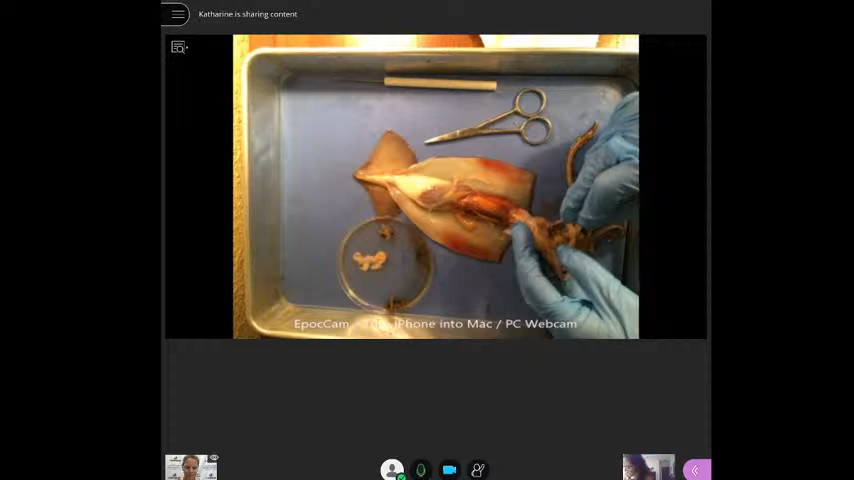 Katharine is sharing content
EpocCam iPhone into Mac / PC Webcam